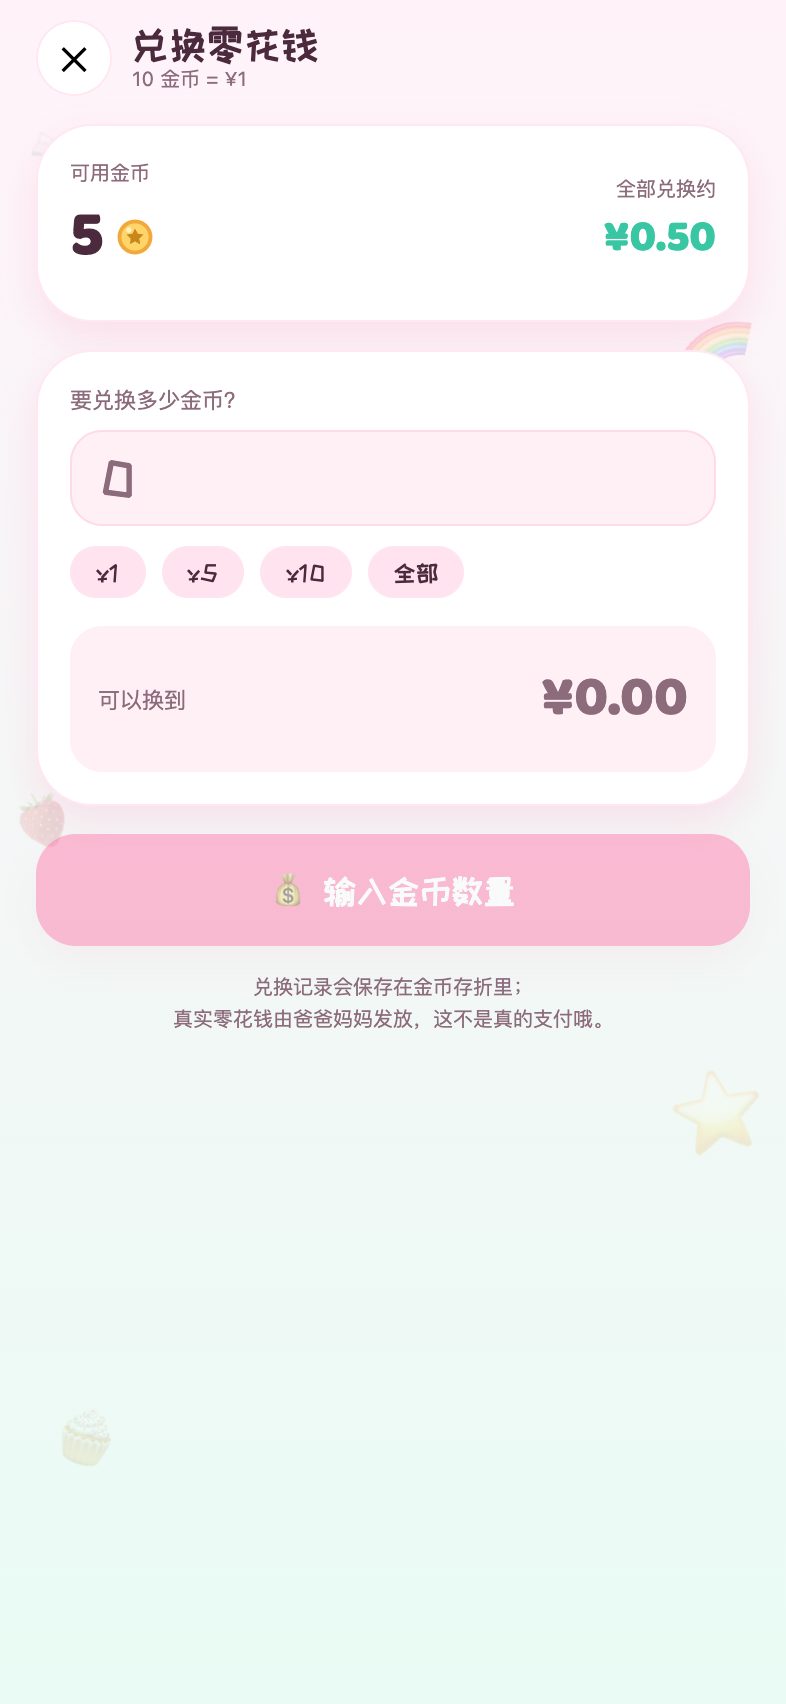 兑换零花钱
10 金币 = ¥1
可用金币
5
全部兑换约
¥0.50
要兑换多少金币?
0
¥1 ¥5 ¥10 全部
可以换到
¥0.00
输入金币数量
兑换记录会保存在金币存折里；
真实零花钱由爸爸妈妈发放，这不是真的支付哦。